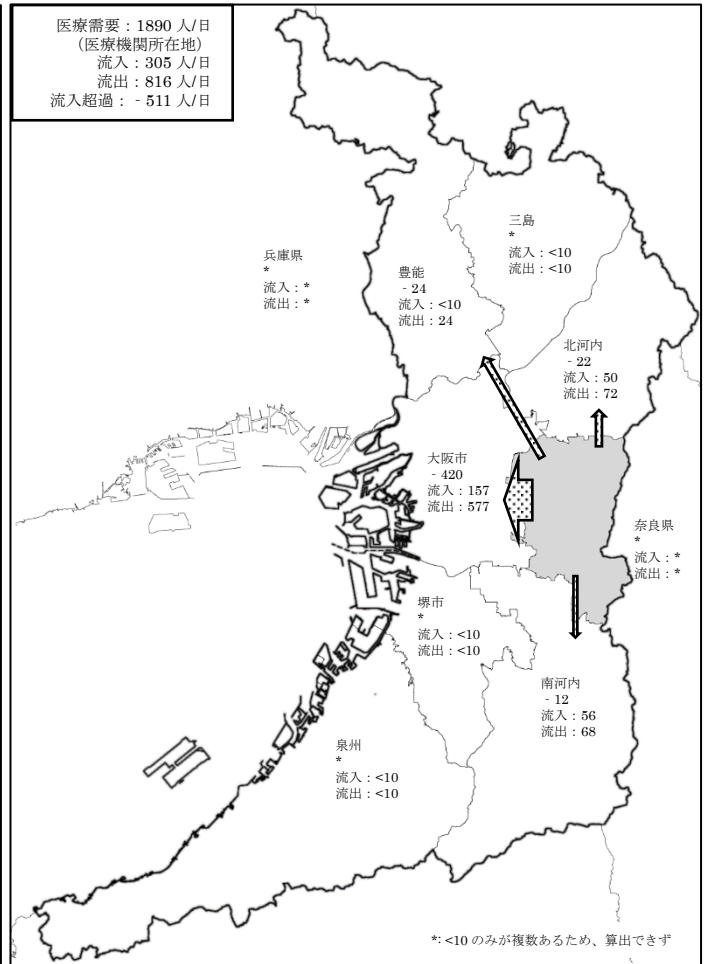 医療需要：1890 人/日
（医療機関所在地）
流入：305 人/日
流出：816 人/日
流入超過：‐511 人/日
三島
*
流入：<10
流出：<10
兵庫県
*
流入：*
流出：*
豊能
‐24
流入：<10
流出：24
北河内
‐22
流入：50
流出：72
大阪市
‐420
流入：157
流出：577
奈良県
*
流入：*
流出：*
堺市
*
流入：<10
流出：<10
南河内
‐12
流入：56
流出：68
泉州
*
流入：<10
流出：<10
*: <10 のみが複数あるため、算出できず